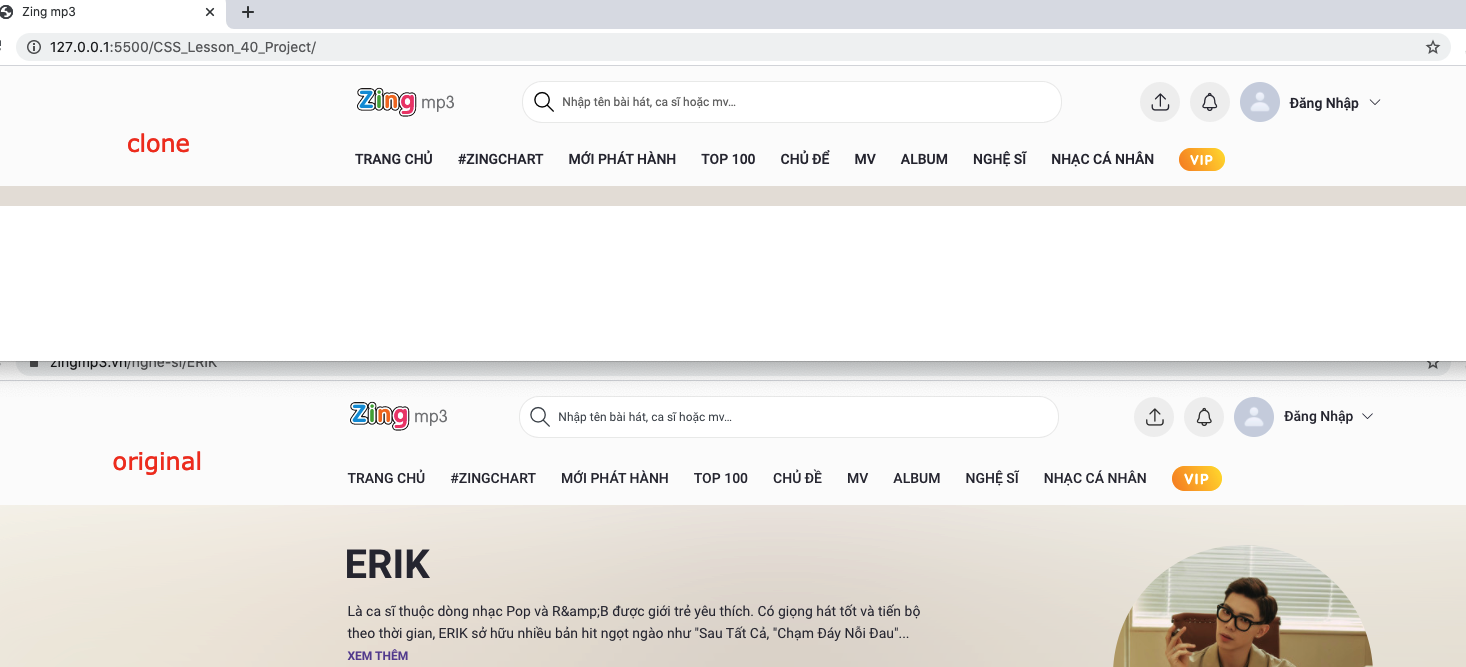 Zing mp3
127.0.0.1:5500/CSS_Lesson_40_Project/
Zing mp3
Nhập tên bài hát, ca sĩ hoặc mv...
Đăng Nhập
clone
TRANG CHỦ #ZINGCHART MỚI PHÁT HÀNH TOP 100 CHỦ ĐỂ MV ALBUM NGHỆ SĨ NHẠC CÁ NHÂN VIP
zingmp3.vn/nghe-si/ERIK
Zing mp3
Nhập tên bài hát, ca sĩ hoặc mv...
Đăng Nhập
original
TRANG CHỦ #ZINGCHART MỚI PHÁT HÀNH TOP 100 CHỦ ĐỀ MV ALBUM NGHỆ SĨ NHẠC CÁ NHÂN VIP
ERIK
Là ca sĩ thuộc dòng nhạc Pop và R&amp;B được giới trẻ yêu thích. Có giọng hát tốt và tiến bộ
theo thời gian, ERIK sở hữu nhiều bản hit ngọt ngào như "Sau Tất Cả, "Chạm Đáy Nỗi Đau"...
XEM THÊM